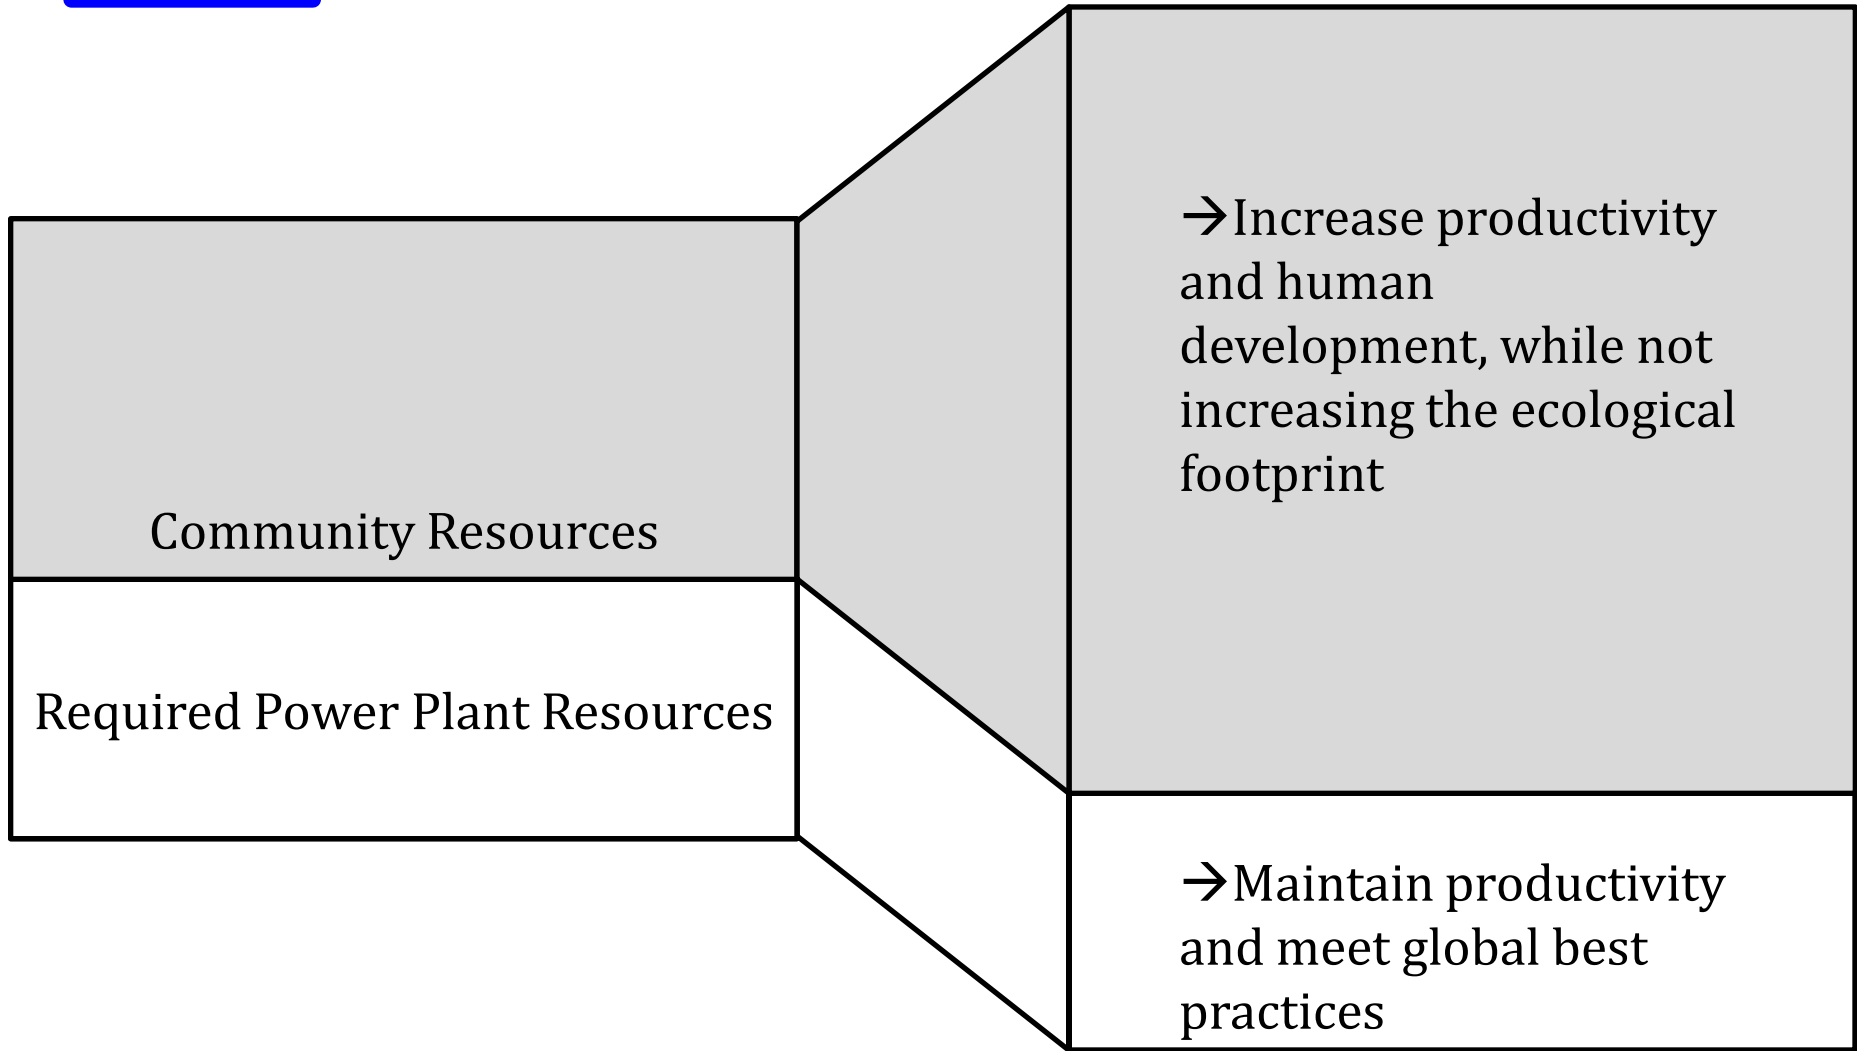 Community Resources
Required Power Plant Resources
→Increase productivity
and human
development, while not
increasing the ecological
footprint
→Maintain productivity
and meet global best
practices